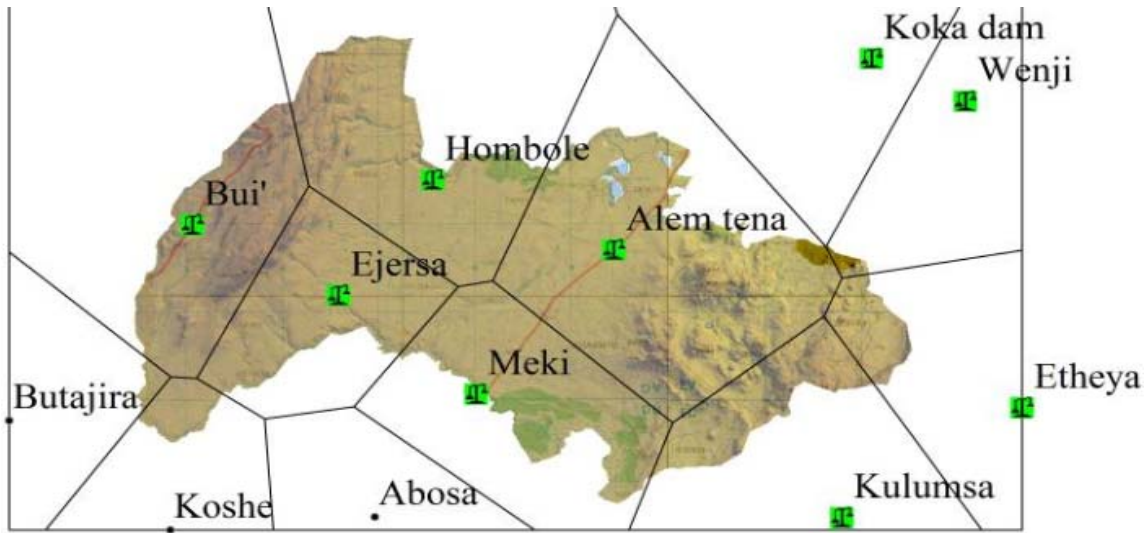 Koka dam
Wenji
Hombole
Bui'
Alem tena
Ejersa
Meki
Etheya
Butajira
Kulumsa
Abosa
Koshe